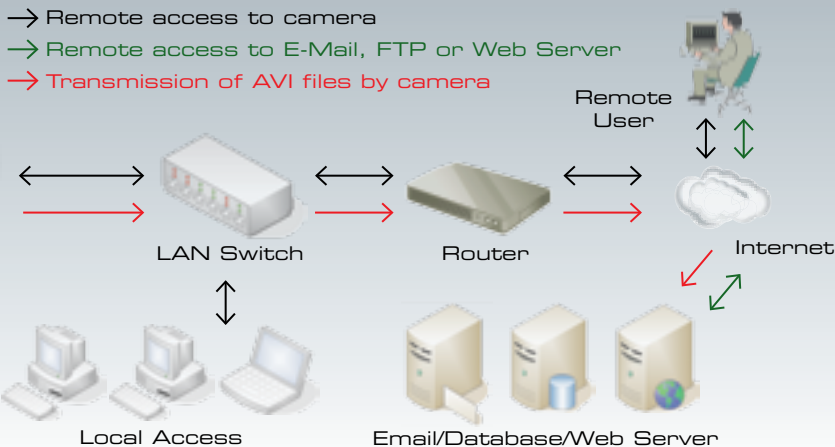 Remote access to camera
Remote access to E-Mail, FTP or Web Server
Transmission of AVI files by camera
Remote
User
LAN Switch
Router
Internet
Local Access
Email/Database/Web Server